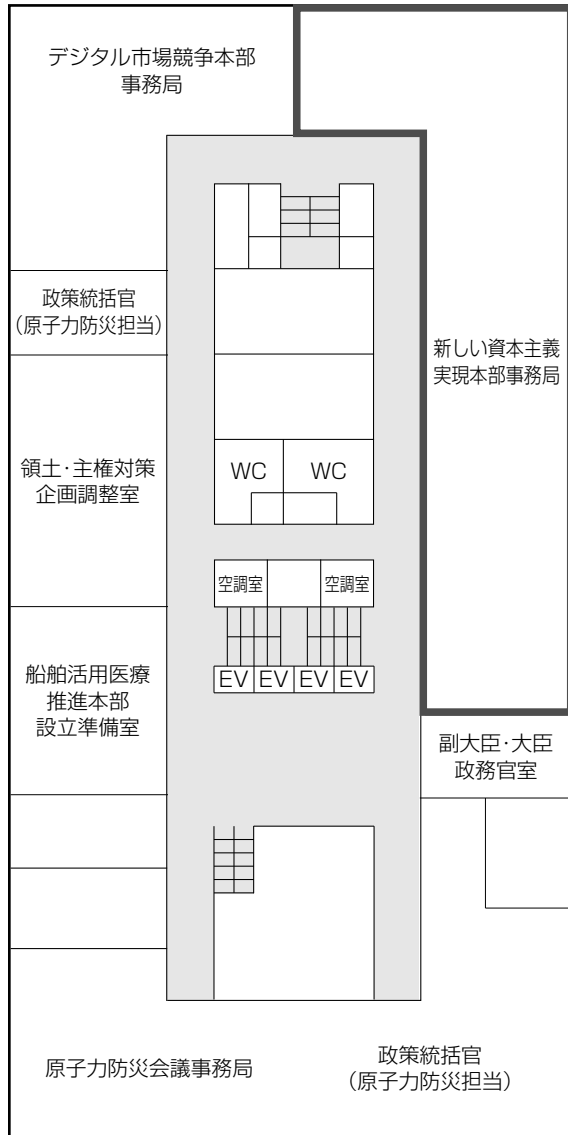 デジタル市場競争本部
事務局
政策統括官
（原子力防災担当）
新しい資本主義
実現本部事務局
領土・主権対策
企画調整室
WC
WC
空調室
空調室
EV
EV
EV
EV
船舶活用医療
推進本部
設立準備室
副大臣・大臣
政務官室
原子力防災会議事務局
政策統括官
（原子力防災担当）